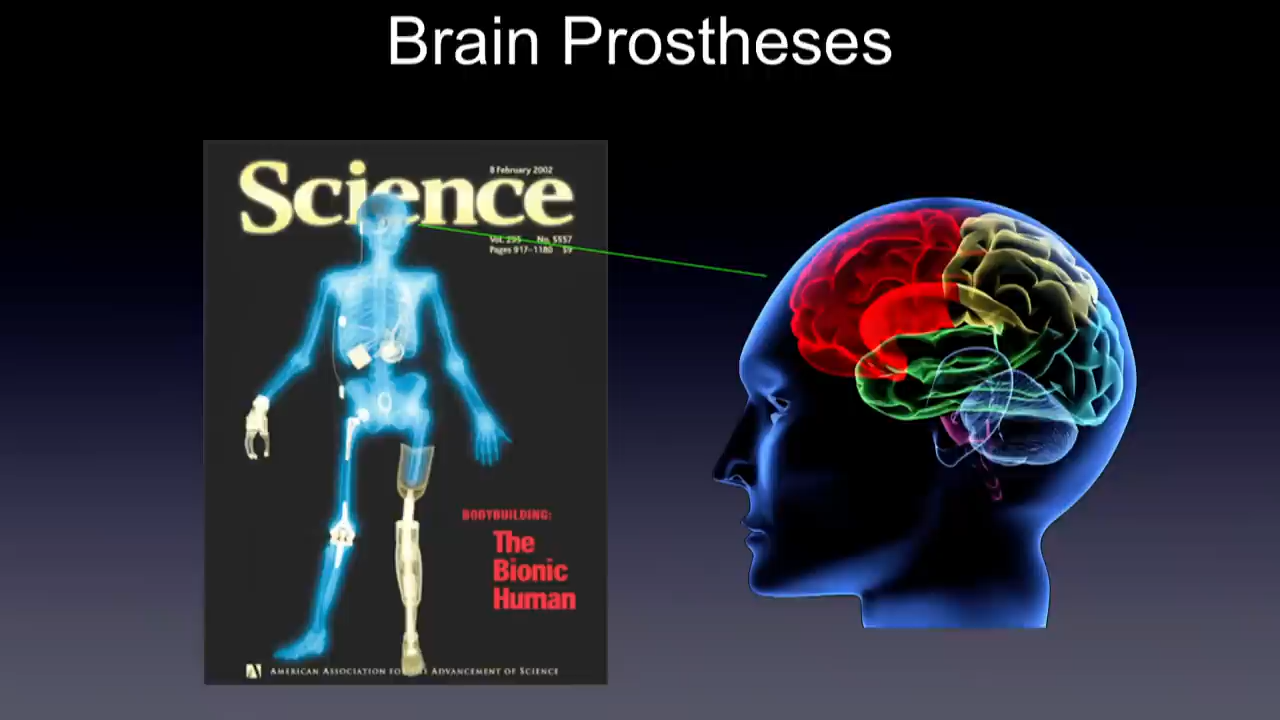 Brain Prostheses
8 February 2002
Science
Vol. 295 No. 5557
Pages 917–1180 $9
BODYBUILDING:
The
Bionic
Human
AMERICAN ASSOCIATION FOR THE ADVANCEMENT OF SCIENCE